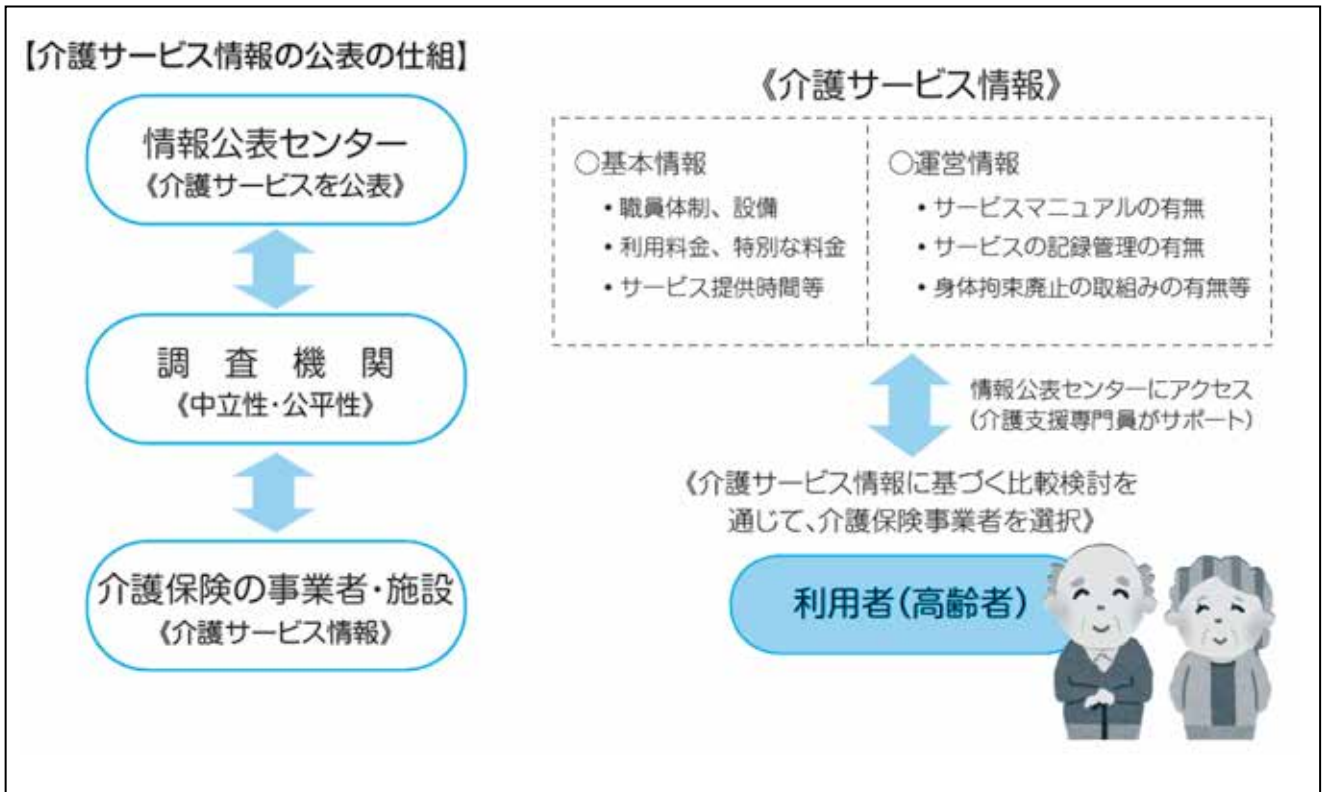 【介護サービス情報の公表の仕組】
情報公表センター
《介護サービスを公表》
調査機関
《中立性・公平性》
介護保険の事業者・施設
《介護サービス情報》
《介護サービス情報》
○基本情報
・職員体制、設備
・利用料金、特別な料金
・サービス提供時間等
○運営情報
・サービスマニュアルの有無
・サービスの記録管理の有無
・身体拘束廃止の取組みの有無等
情報公表センターにアクセス
(介護支援専門員がサポート)
《介護サービス情報に基づく比較検討を
通じて、介護保険事業者を選択》
利用者(高齢者)